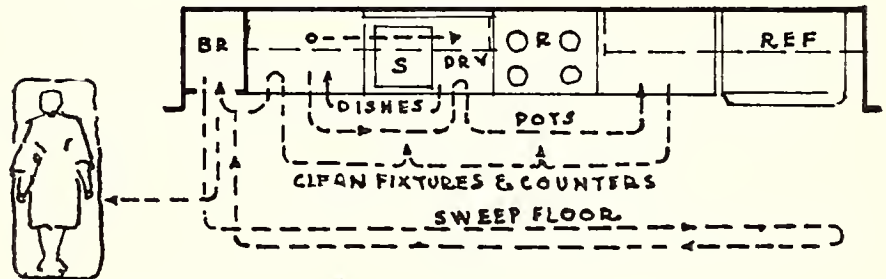 BR S DRY R REF
DISHES
POTS
CLEAN FIXTURES & COUNTERS
SWEEP FLOOR